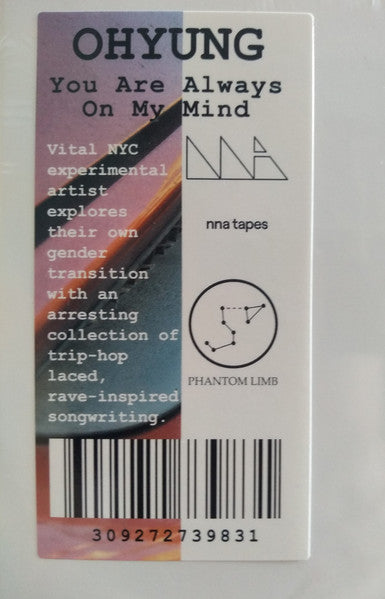 OHYUNG
You Are Always
On My Mind
Vital NYC
experimental
artist
explores
their own
gender
transition
with an
arresting
collection of
trip-hop
laced,
rave-inspired
songwriting.
nna tapes
PHANTOM LIMB
309272739831